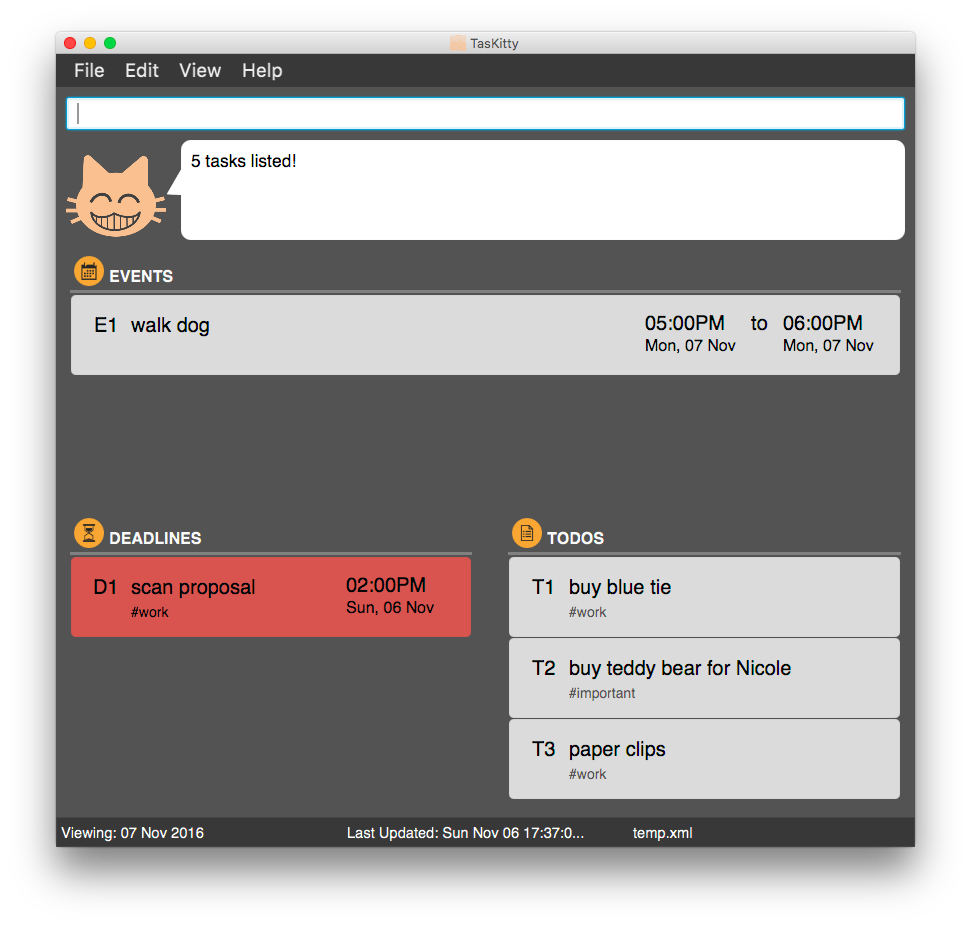 TasKitty
File Edit View Help
5 tasks listed!
EVENTS
E1 walk dog 05:00PM to 06:00PM
Mon, 07 Nov Mon, 07 Nov
DEADLINES
D1 scan proposal 02:00PM
#work Sun, 06 Nov
TODOS
T1 buy blue tie
#work
T2 buy teddy bear for Nicole
#important
T3 paper clips
#work
Viewing: 07 Nov 2016 Last Updated: Sun Nov 06 17:37:0... temp.xml